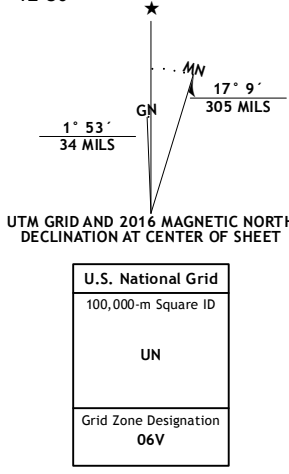 MN
GN
17° 9´
305 MILS
1° 53´
34 MILS
UTM GRID AND 2016 MAGNETIC NORTH
DECLINATION AT CENTER OF SHEET
U.S. National Grid
100,000-m Square ID
UN
Grid Zone Designation
06V